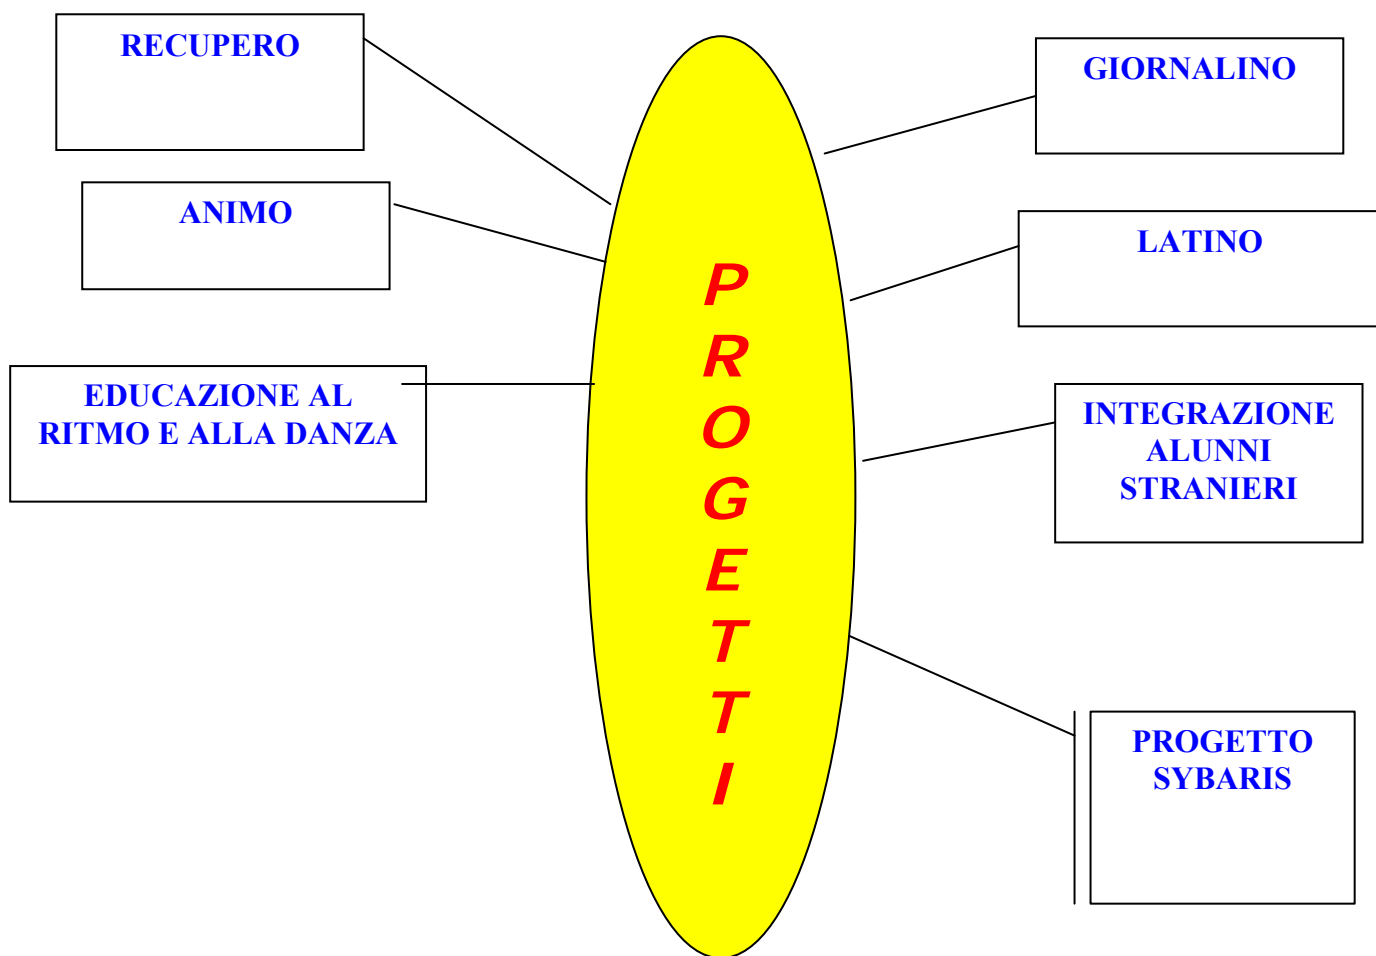 RECUPERO
ANIMO
EDUCAZIONE AL
RITMO E ALLA DANZA
P
R
O
G
E
T
T
I
GIORNALINO
LATINO
INTEGRAZIONE
ALUNNI
STRANIERI
PROGETTO
SYBARIS